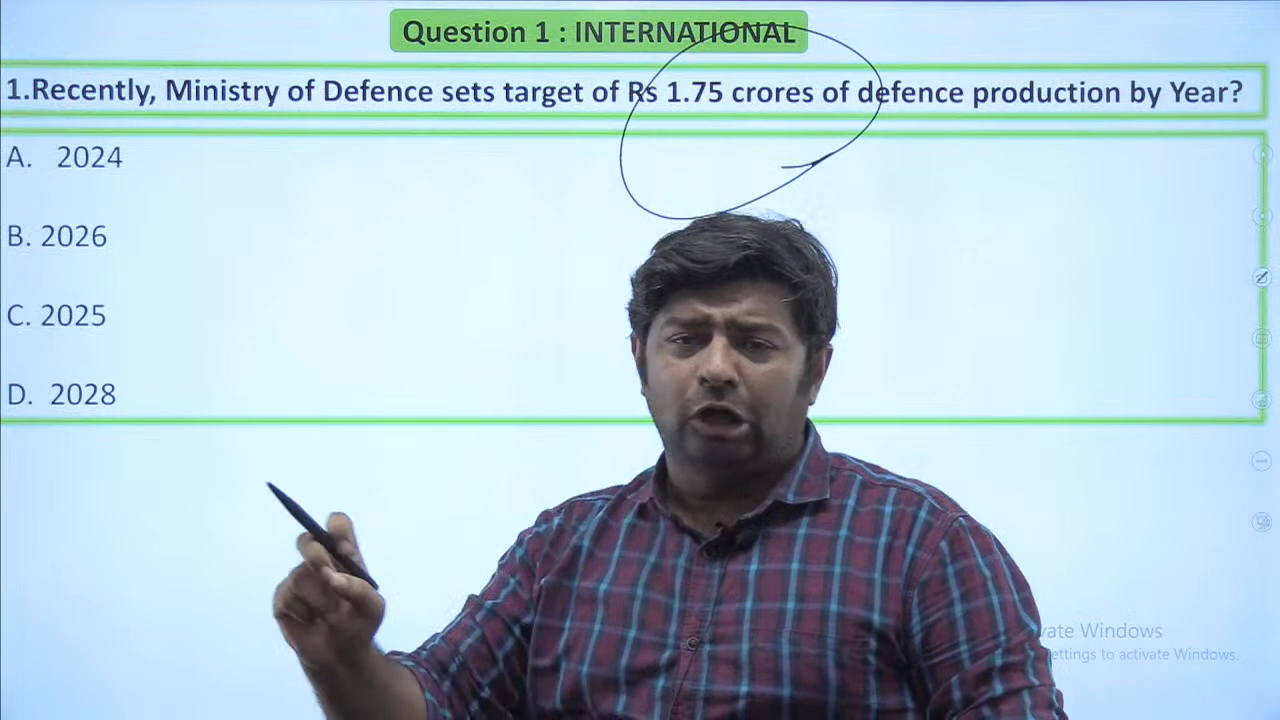 Question 1 : INTERNATIONAL
1.Recently, Ministry of Defence sets target of Rs 1.75 crores of defence production by Year?
A. 2024
B. 2026
C. 2025
D. 2028
vate Windows
ettings to activate Windows.